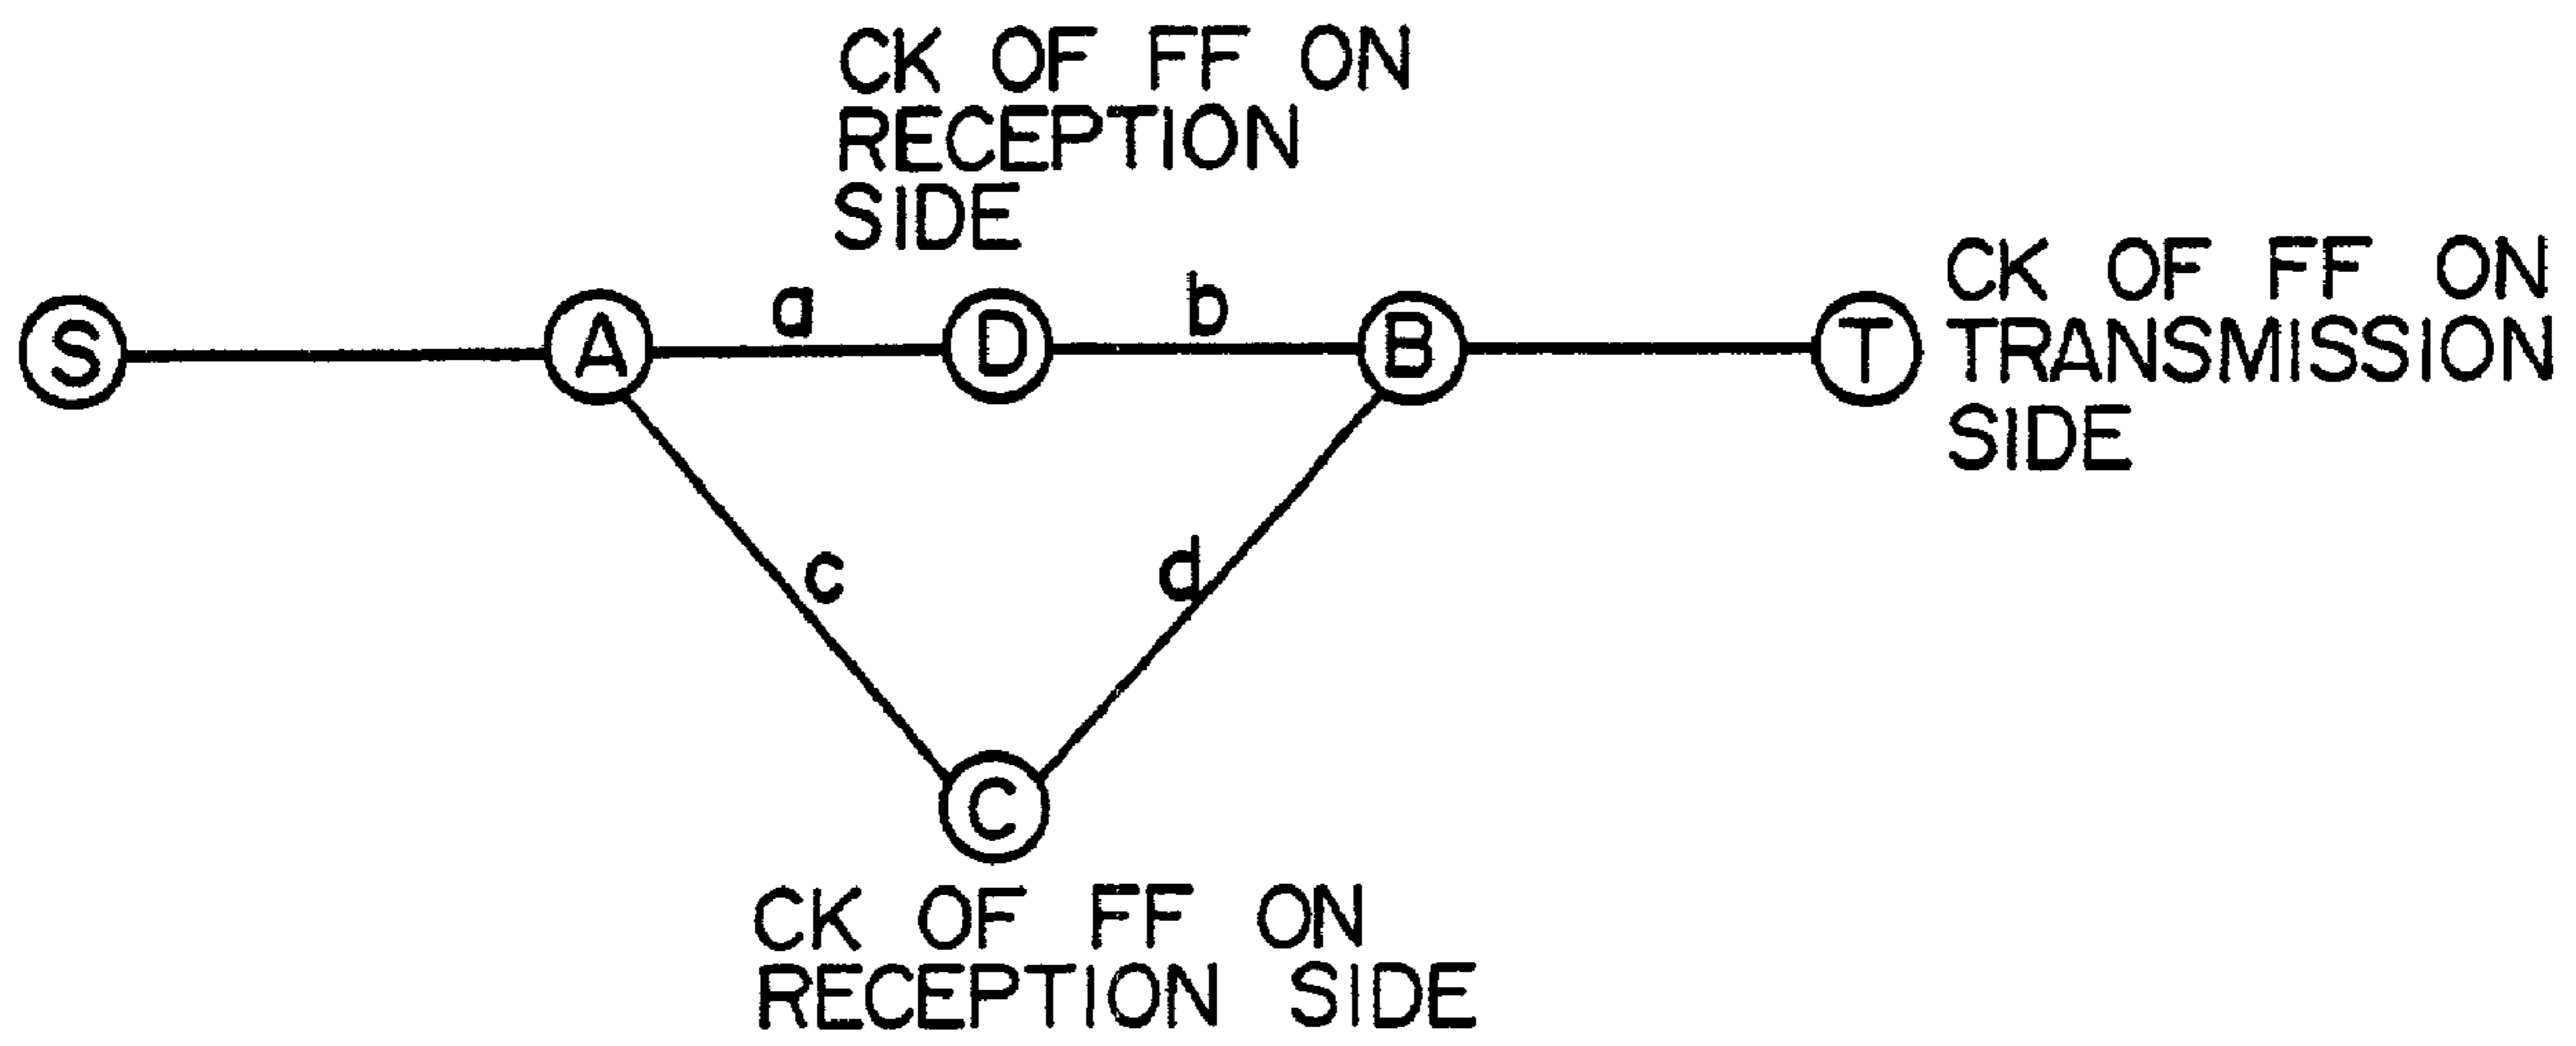 CK OF FF ON
RECEPTION
SIDE
CK OF FF ON
TRANSMISSION
SIDE
a
b
S
A
D
B
T
c
d
C
CK OF FF ON
RECEPTION SIDE